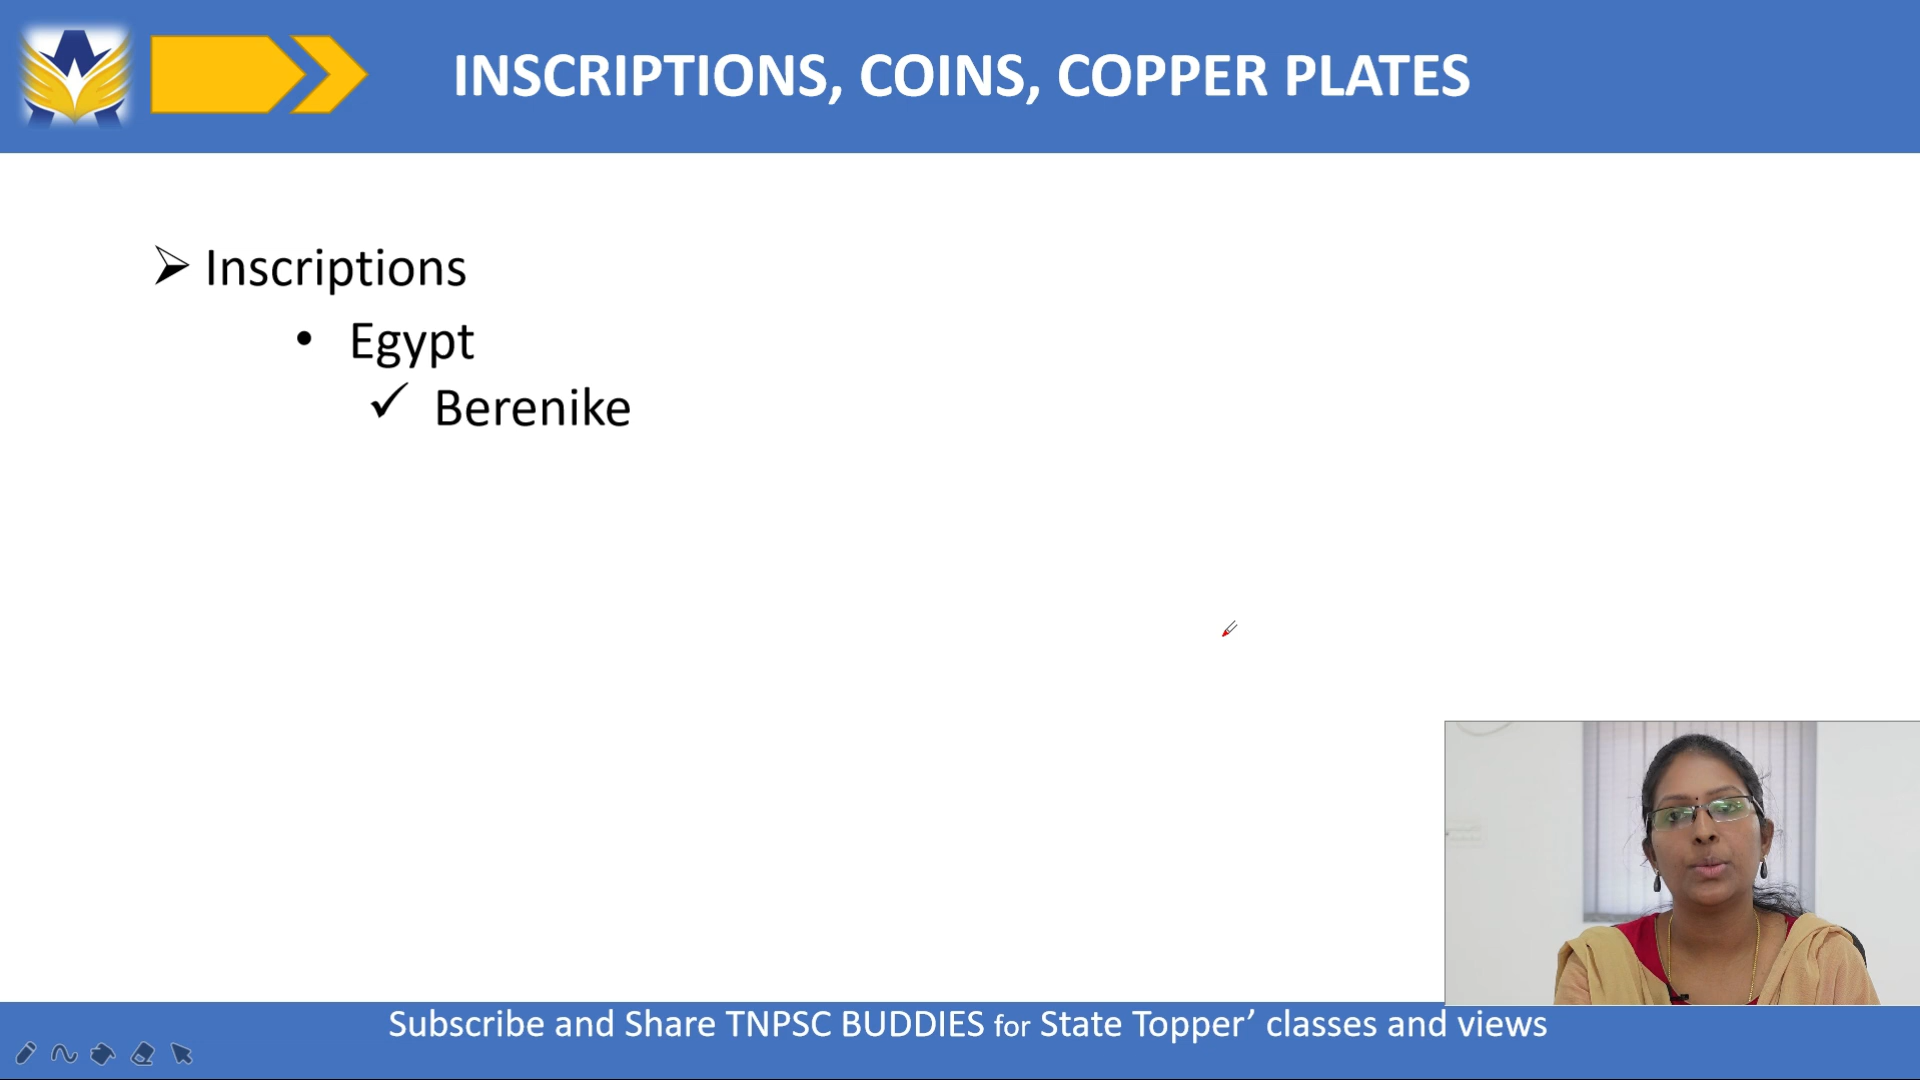 INSCRIPTIONS, COINS, COPPER PLATES
Inscriptions
Egypt
Berenike
Subscribe and Share TNPSC BUDDIES for State Topper’ classes and views